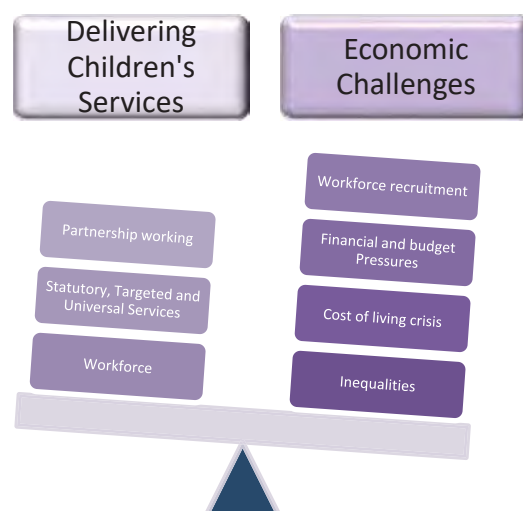 Delivering
Children's
Services
Economic
Challenges
Partnership working
Statutory, Targeted and
Universal Services
Workforce
Workforce recruitment
Financial and budget
Pressures
Cost of living crisis
Inequalities